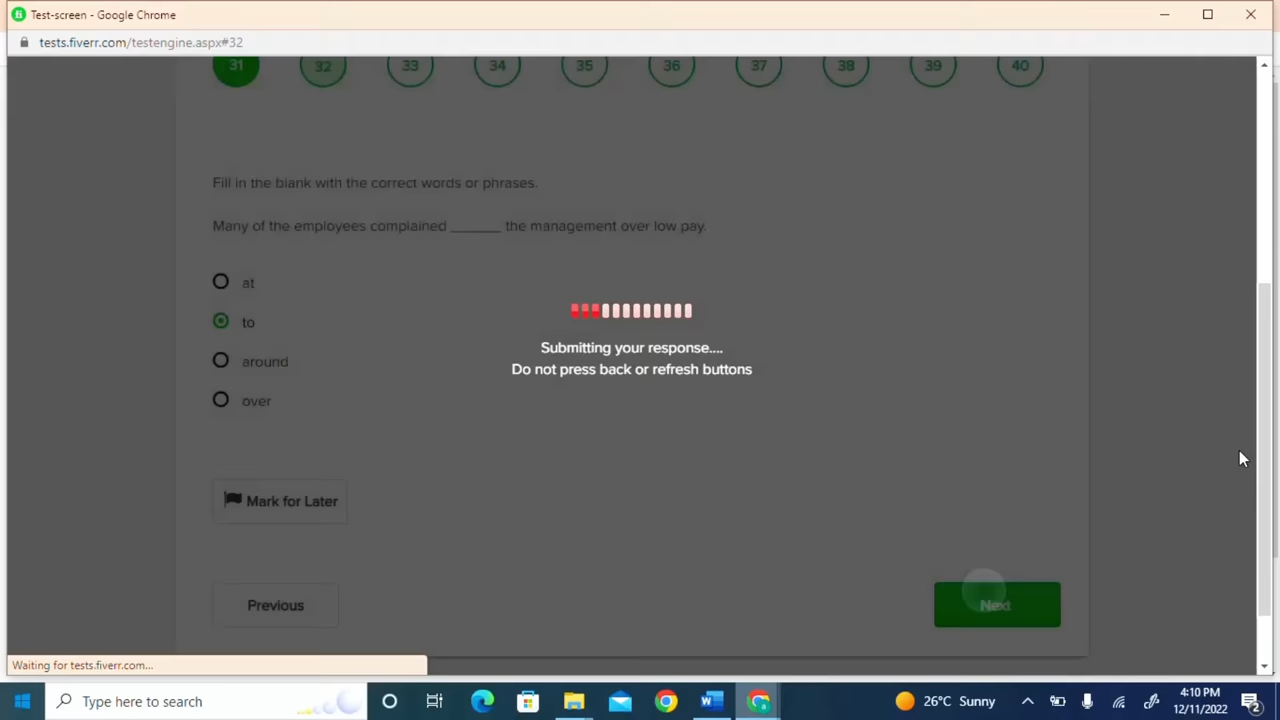 Test-screen - Google Chrome
tests.fiverr.com/testengine.aspx#32
31 32 33 34 35 36 37 38 39 40
Fill in the blank with the correct words or phrases.
Many of the employees complained ______ the management over low pay.
at
to
around
over
Submitting your response....
Do not press back or refresh buttons
Mark for Later
Previous
Next
Waiting for tests.fiverr.com...
Type here to search
26°C Sunny
4:10 PM
12/11/2022
2